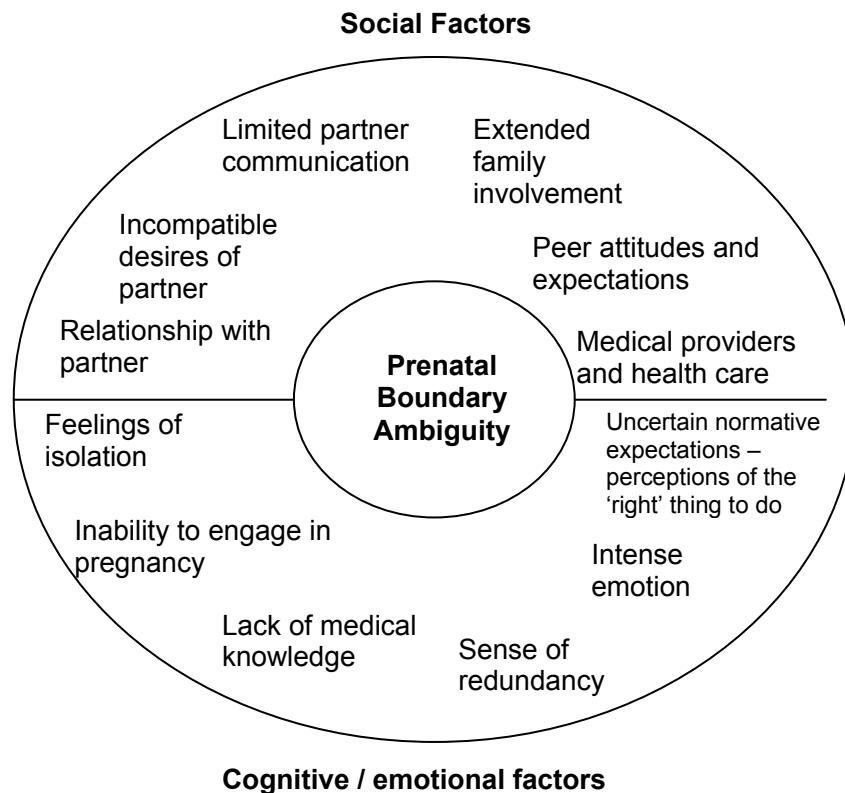 Social Factors
Limited partner
communication
Extended
family
involvement
Incompatible
desires of
partner
Peer attitudes and
expectations
Relationship with
partner
Medical providers
and health care
Prenatal
Boundary
Ambiguity
Feelings of
isolation
Uncertain normative
expectations –
perceptions of the
‘right’ thing to do
Inability to engage in
pregnancy
Intense
emotion
Lack of medical
knowledge
Sense of
redundancy
Cognitive / emotional factors